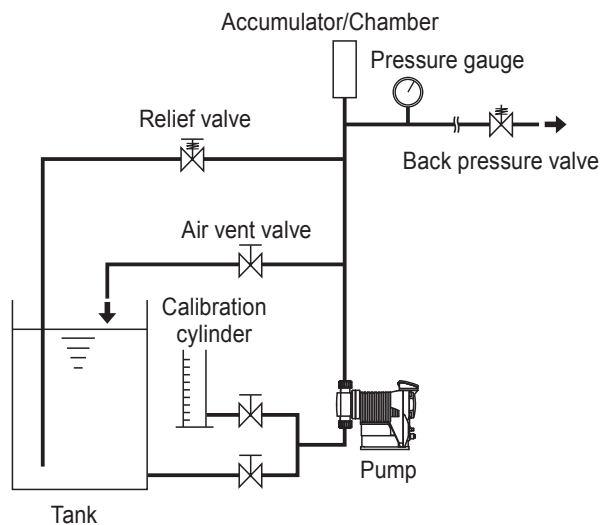 Accumulator/Chamber
Pressure gauge
Relief valve
Back pressure valve
Air vent valve
Calibration
cylinder
Pump
Tank